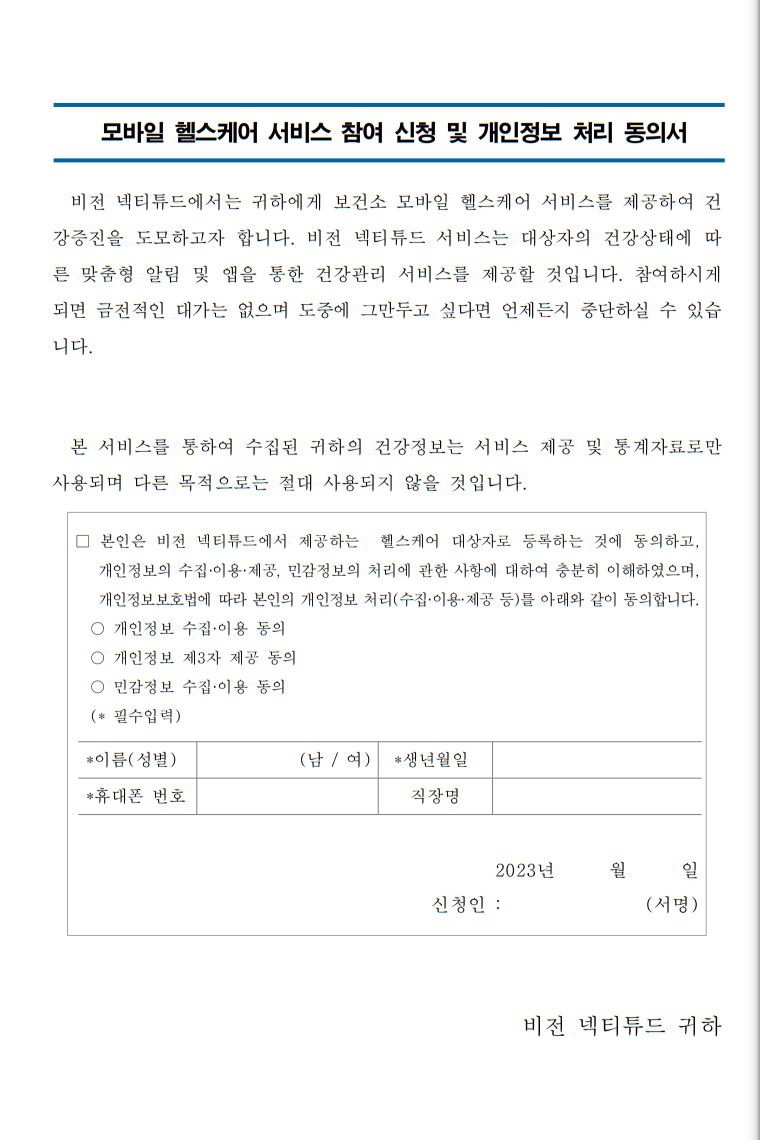 모바일 헬스케어 서비스 참여 신청 및 개인정보 처리 동의서
비전 넥티튜드에서는 귀하에게 보건소 모바일 헬스케어 서비스를 제공하여 건
강증진을 도모하고자 합니다. 비전 넥티튜드 서비스는 대상자의 건강상태에 따
른 맞춤형 알림 및 앱을 통한 건강관리 서비스를 제공할 것입니다. 참여하시게
되면 금전적인 대가는 없으며 도중에 그만두고 싶다면 언제든지 중단하실 수 있습
니다.
본 서비스를 통하여 수집된 귀하의 건강정보는 서비스 제공 및 통계자료로만
사용되며 다른 목적으로는 절대 사용되지 않을 것입니다.
□ 본인은 비전 넥티튜드에서 제공하는 헬스케어 대상자로 등록하는 것에 동의하고,
개인정보의 수집·이용·제공, 민감정보의 처리에 관한 사항에 대하여 충분히 이해하였으며,
개인정보보호법에 따라 본인의 개인정보 처리(수집·이용·제공 등)를 아래와 같이 동의합니다.
○ 개인정보 수집·이용 동의
○ 개인정보 제3자 제공 동의
○ 민감정보 수집·이용 동의
(* 필수입력)
*이름(성별) (남 / 여) *생년월일
*휴대폰 번호 직장명
2023년 월 일
신청인 : (서명)
비전 넥티튜드 귀하